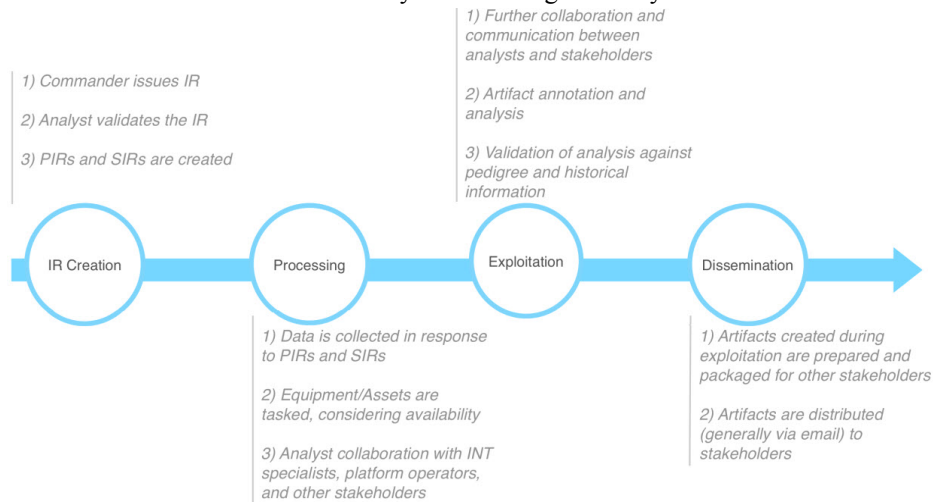 1) Further collaboration and
communication between
analysts and stakeholders
2) Artifact annotation and
analysis
3) Validation of analysis against
pedigree and historical
information
1) Commander issues IR
2) Analyst validates the IR
3) PIRs and SIRs are created
IR Creation
Processing
Exploitation
Dissemination
1) Data is collected in response
to PIRs and SIRs
2) Equipment/Assets are
tasked, considering availability
3) Analyst collaboration with INT
specialists, platform operators,
and other stakeholders
1) Artifacts created during
exploitation are prepared and
packaged for other stakeholders
2) Artifacts are distributed
(generally via email) to
stakeholders